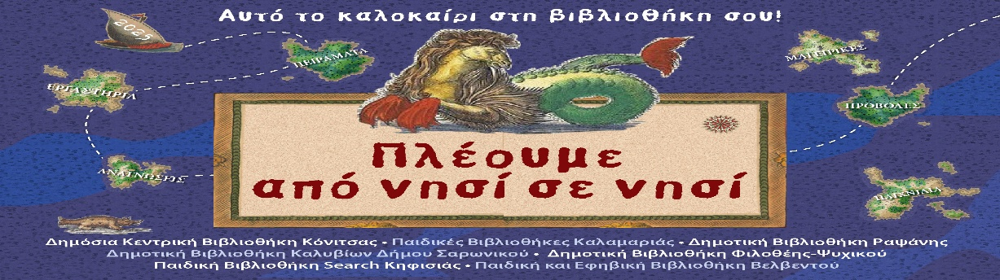 Αυτό το καλοκαίρι στη βιβλιοθήκη σου!
2025
ΠΕΙΡΑΜΑΤΑ
ΜΑΓΕΙΡΙΚΕΣ
ΕΡΓΑΣΤΗΡΙΑ
ΠΡΟΒΟΛΕΣ
ΑΝΑΓΝΩΣΕΙΣ
ΠΑΙΧΝΙΔΙΑ
Πλέουμε
από νησί σε νησί
Δημόσια Κεντρική Βιβλιοθήκη Κόνιτσας • Παιδικές Βιβλιοθήκες Καλαμαριάς • Δημοτική Βιβλιοθήκη Ραψάνης
Δημοτική Βιβλιοθήκη Καλυβίων Δήμου Σαρωνικού • Δημοτική Βιβλιοθήκη Φιλοθέης-Ψυχικού
Παιδική Βιβλιοθήκη Search Κηφισιάς • Παιδική και Εφηβική Βιβλιοθήκη Βελβεντού